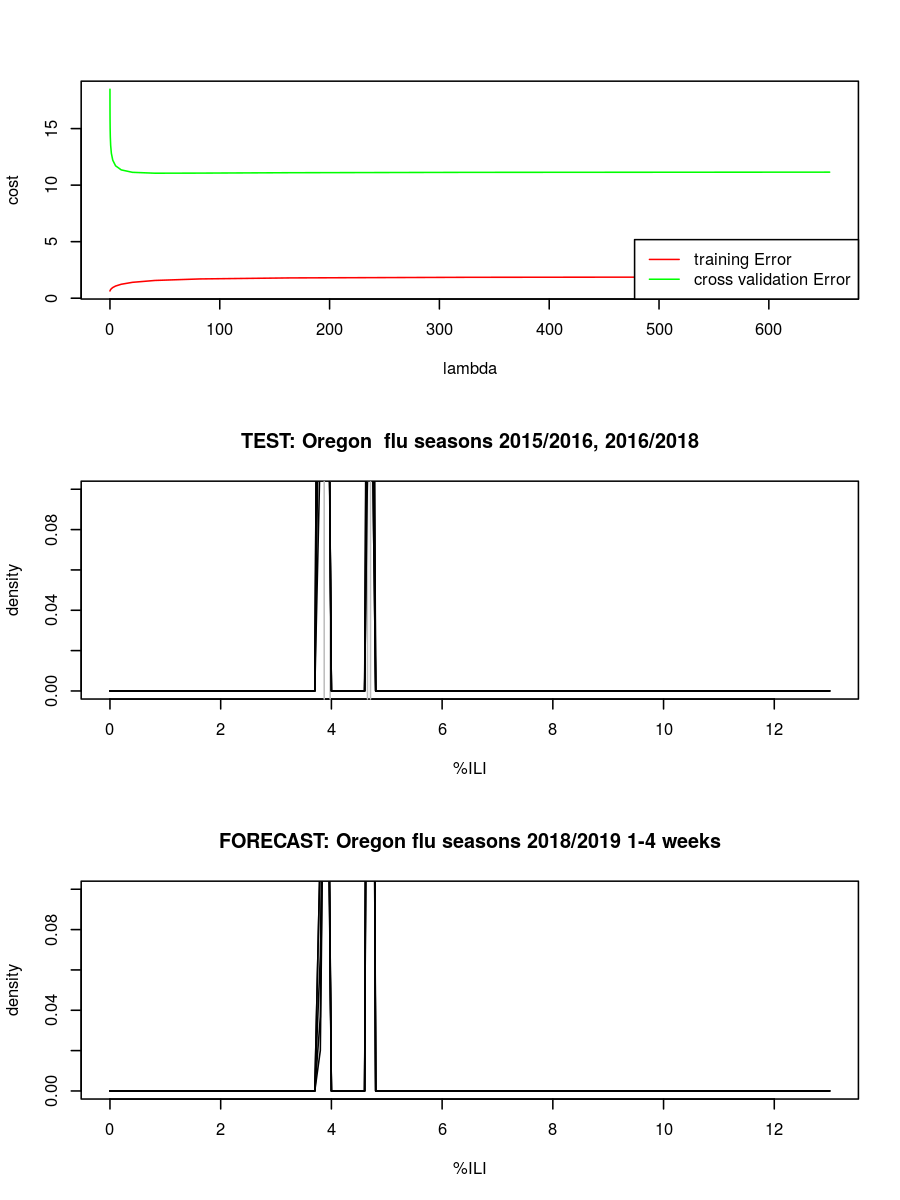 cost
0
5
10
15
training Error
cross validation Error
0 100 200 300 400 500 600
lambda
TEST: Oregon  flu seasons 2015/2016, 2016/2018
density
0.00
0.04
0.08
0 2 4 6 8 10 12
%ILI
FORECAST: Oregon flu seasons 2018/2019 1-4 weeks
density
0.00
0.04
0.08
0 2 4 6 8 10 12
%ILI